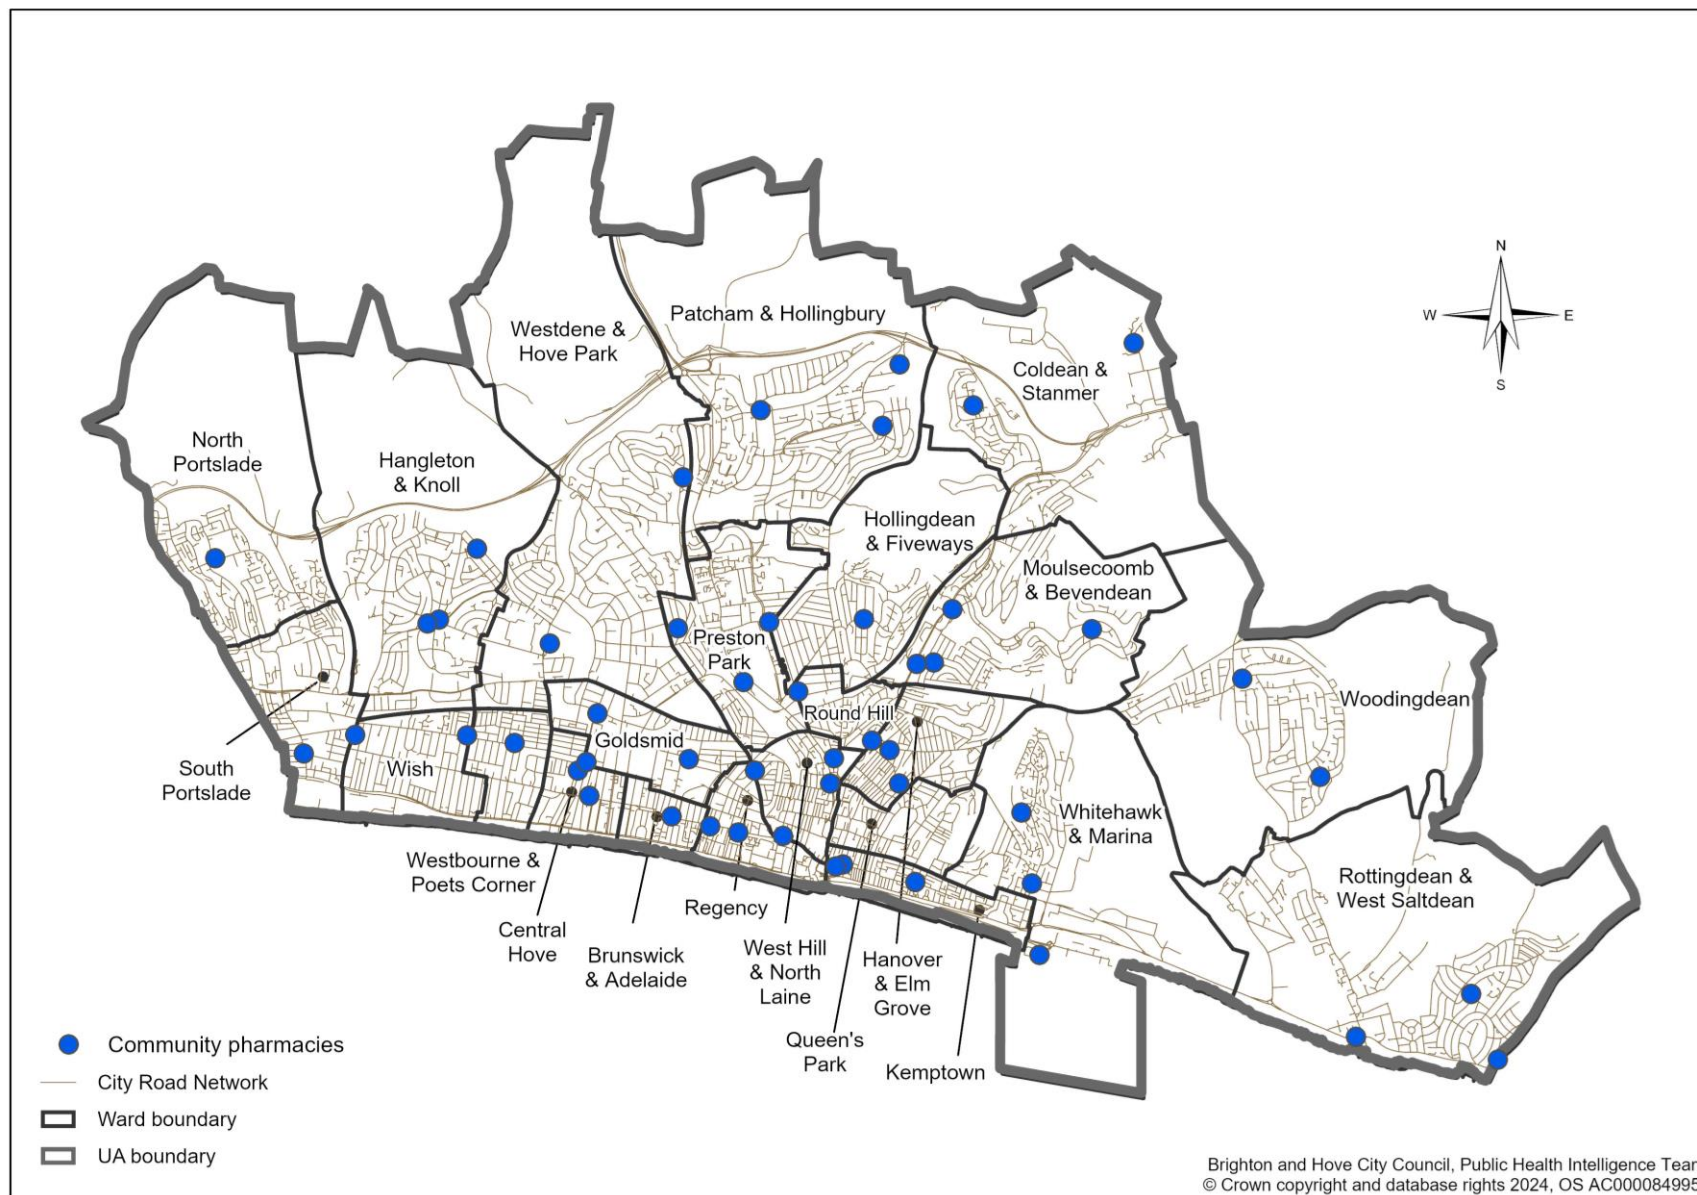 N
W
E
S
Patcham & Hollingbury
Westdene &
Hove Park
Coldean &
Stanmer
North
Portslade
Hangleton
& Knoll
Hollingdean
& Fiveways
Moulsecoomb
& Bevendean
Preston
Park
Woodingdean
Round Hill
Goldsmid
Wish
South
Portslade
Whitehawk
& Marina
Westbourne &
Poets Corner
Rottingdean &
West Saltdean
Regency
Central
Hove
Brunswick
& Adelaide
West Hill
& North
Laine
Hanover
& Elm
Grove
Queen's
Park
Kemptown
Community pharmacies
City Road Network
Ward boundary
UA boundary
Brighton and Hove City Council, Public Health Intelligence Tear
© Crown copyright and database rights 2024, OS AC000084995